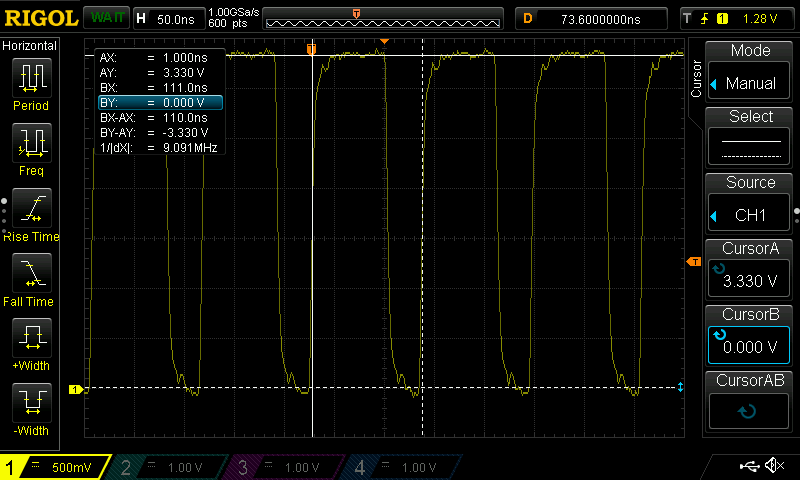 RIGOL WAIT H 50.0ns 1.00GSa/s 600 pts T D 73.6000000ns T 1 1.28 V
Horizontal
Period
Freq
Rise Time
Fall Time
+Width
-Width
AX: = 1.000ns
AY: = 3.330 V
BX: = 111.0ns
BY: = 0.000 V
BX-AX: = 110.0ns
BY-AY: = -3.330 V
1/|dX|: = 9.091MHz
T
T
1
Cursor
Mode
Manual
Select
Source
CH1
CursorA
3.330 V
CursorB
0.000 V
CursorAB
1 = 500mV 2 = 1.00 V 3 = 1.00 V 4 = 1.00 V